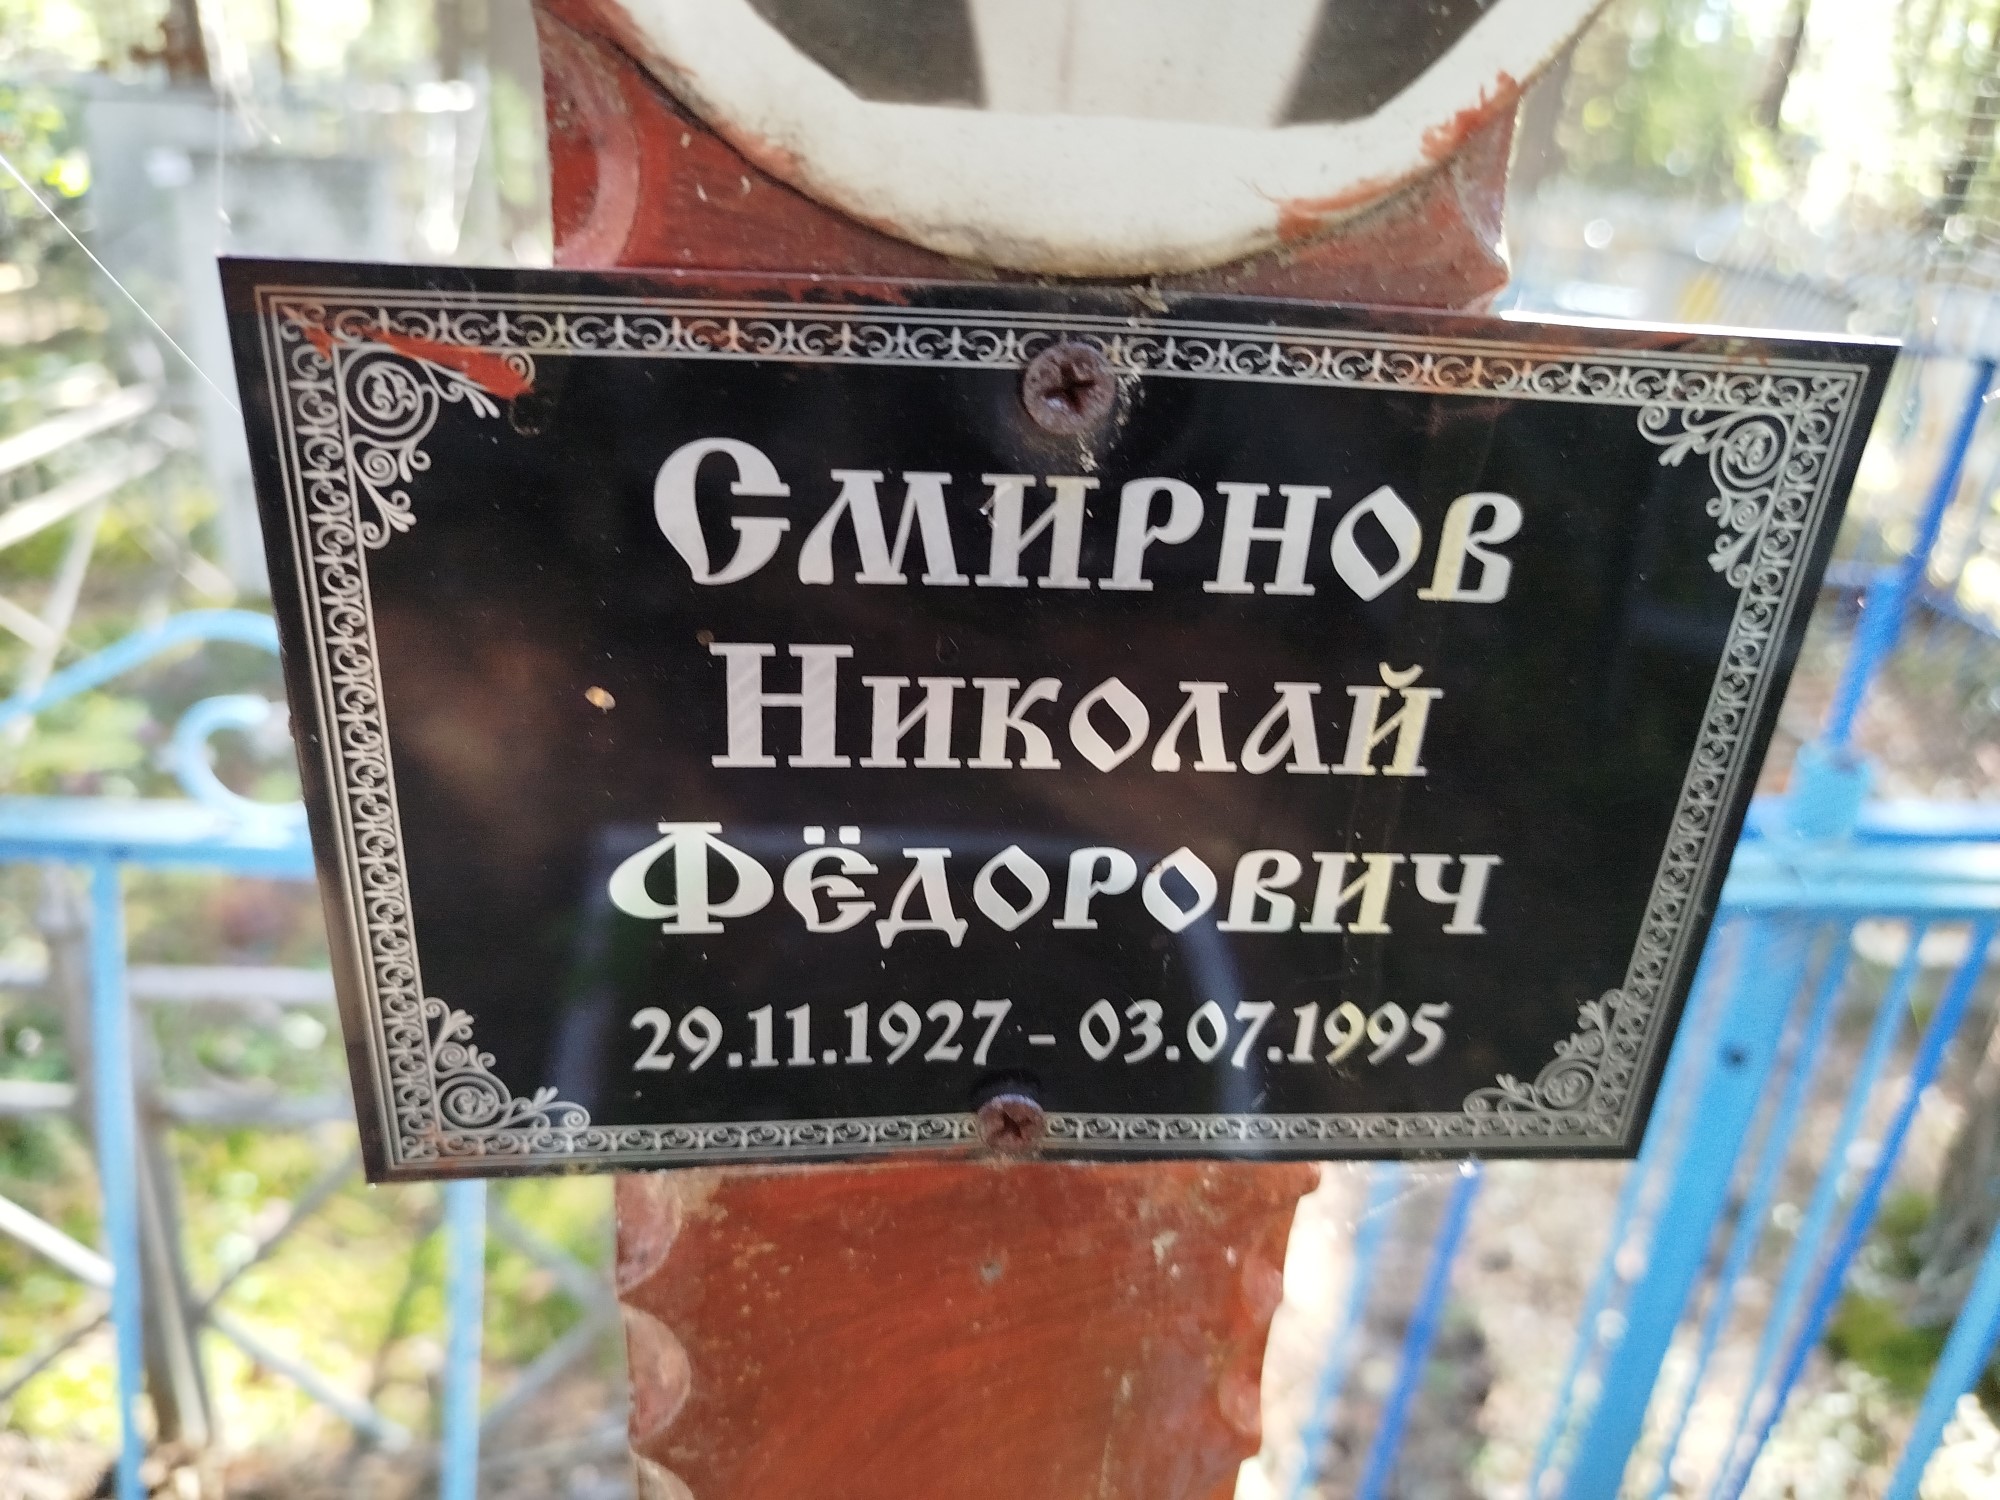 Смирнов
Николай
Фёдорович
29.11.1927 - 03.07.1995